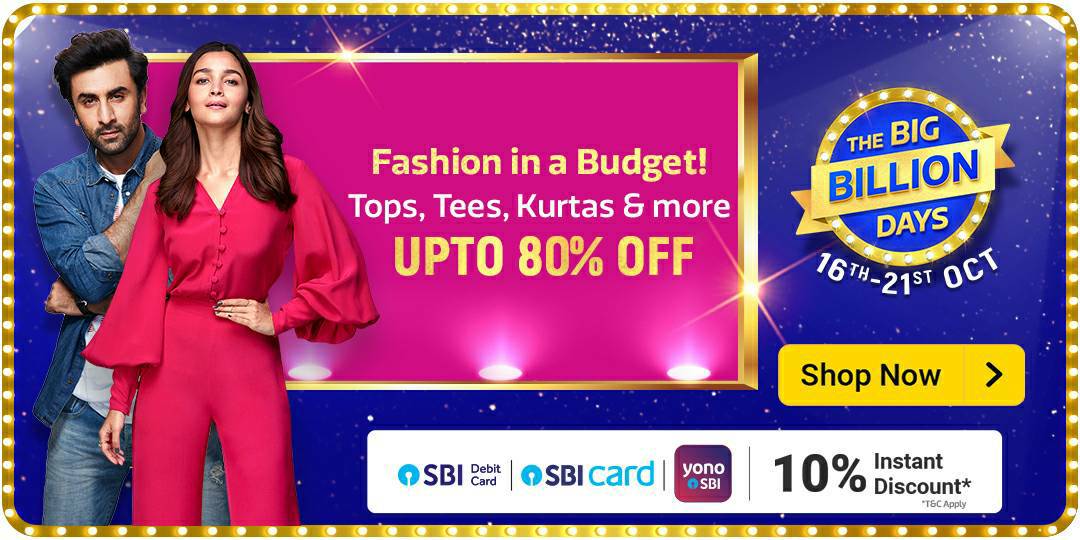 Fashion in a Budget!
Tops, Tees, Kurtas & more
UPTO 80% OFF
THE BIG
BILLION
DAYS
16TH-21ST OCT
Shop Now
SBI Debit Card
SBI card
yono
SBI
10% Instant Discount*
*T&C Apply